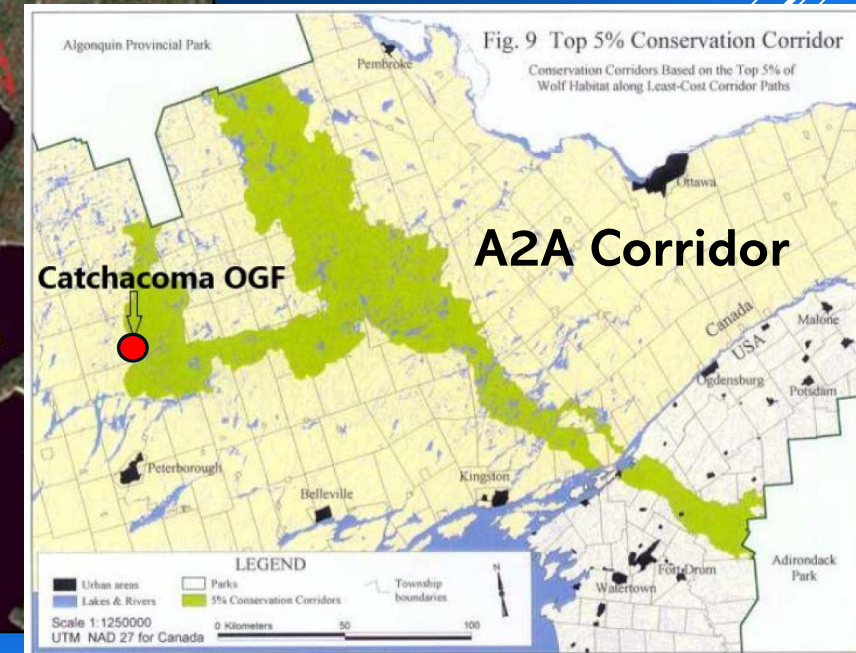 Algonquin Provincial Park
Fig. 9 Top 5% Conservation Corridor
Conservation Corridors Based on the Top 5% of
Wolf Habitat along Least-Cost Corridor Paths
Pembroke
Ottawa
A2A Corridor
Catchacoma OGF
Canada
USA
Malone
Ogdensburg
Potsdam
Peterborough
Belleville
Kingston
Fort Drum
Watertown
Adirondack
Park
LEGEND
Urban areas
Parks
Township
boundaries
Lakes & Rivers
5% Conservation Corridors
N
Scale 1:1250000
UTM NAD 27 for Canada
0 Kilometers 50 100